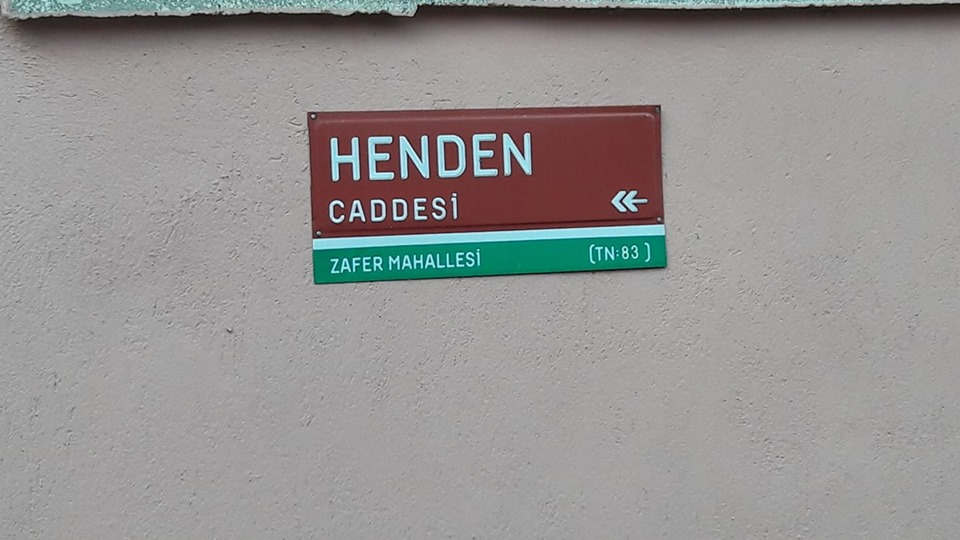 HENDEN
CADDESİ
ZAFER MAHALLESİ (TN:83 )